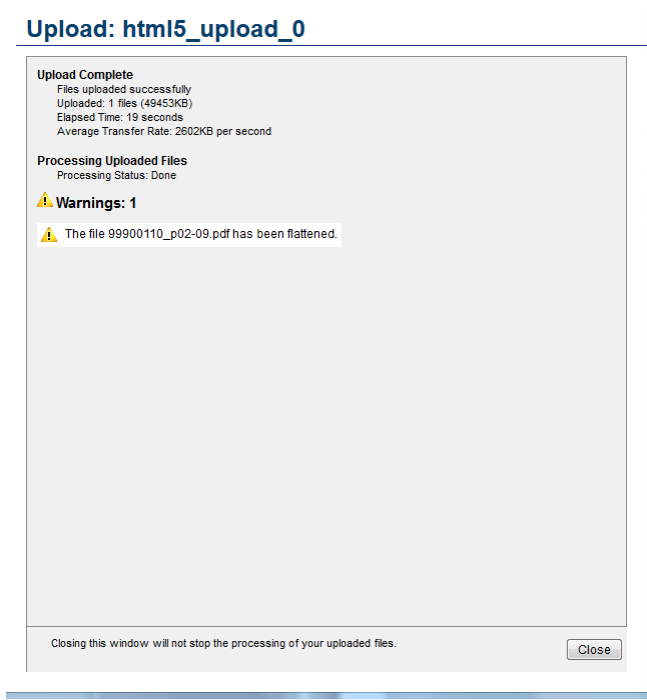 Upload: html5_upload_0
Upload Complete
Files uploaded successfully
Uploaded: 1 files (49453KB)
Elapsed Time: 19 seconds
Average Transfer Rate: 2602KB per second
Processing Uploaded Files
Processing Status: Done
Warnings: 1
The file 99900110_p02-09.pdf has been flattened.
Closing this window will not stop the processing of your uploaded files.
Close